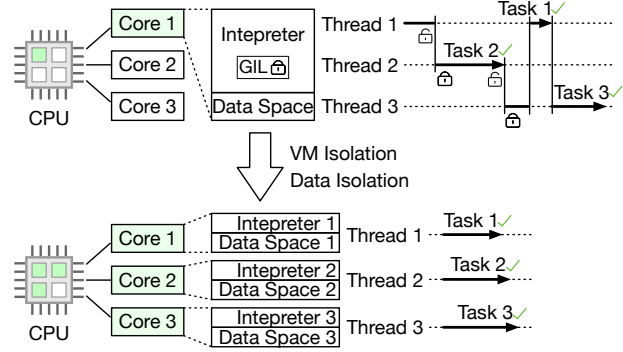 Core 1
Core 2
Core 3
CPU
Intepreter
GIL
Data Space
Thread 1
Task 1
Thread 2
Task 2
Thread 3
Task 3
VM Isolation
Data Isolation
CPU
Core 1
Intepreter 1
Data Space 1
Thread 1
Task 1
Core 2
Intepreter 2
Data Space 2
Thread 2
Task 2
Core 3
Intepreter 3
Data Space 3
Thread 3
Task 3